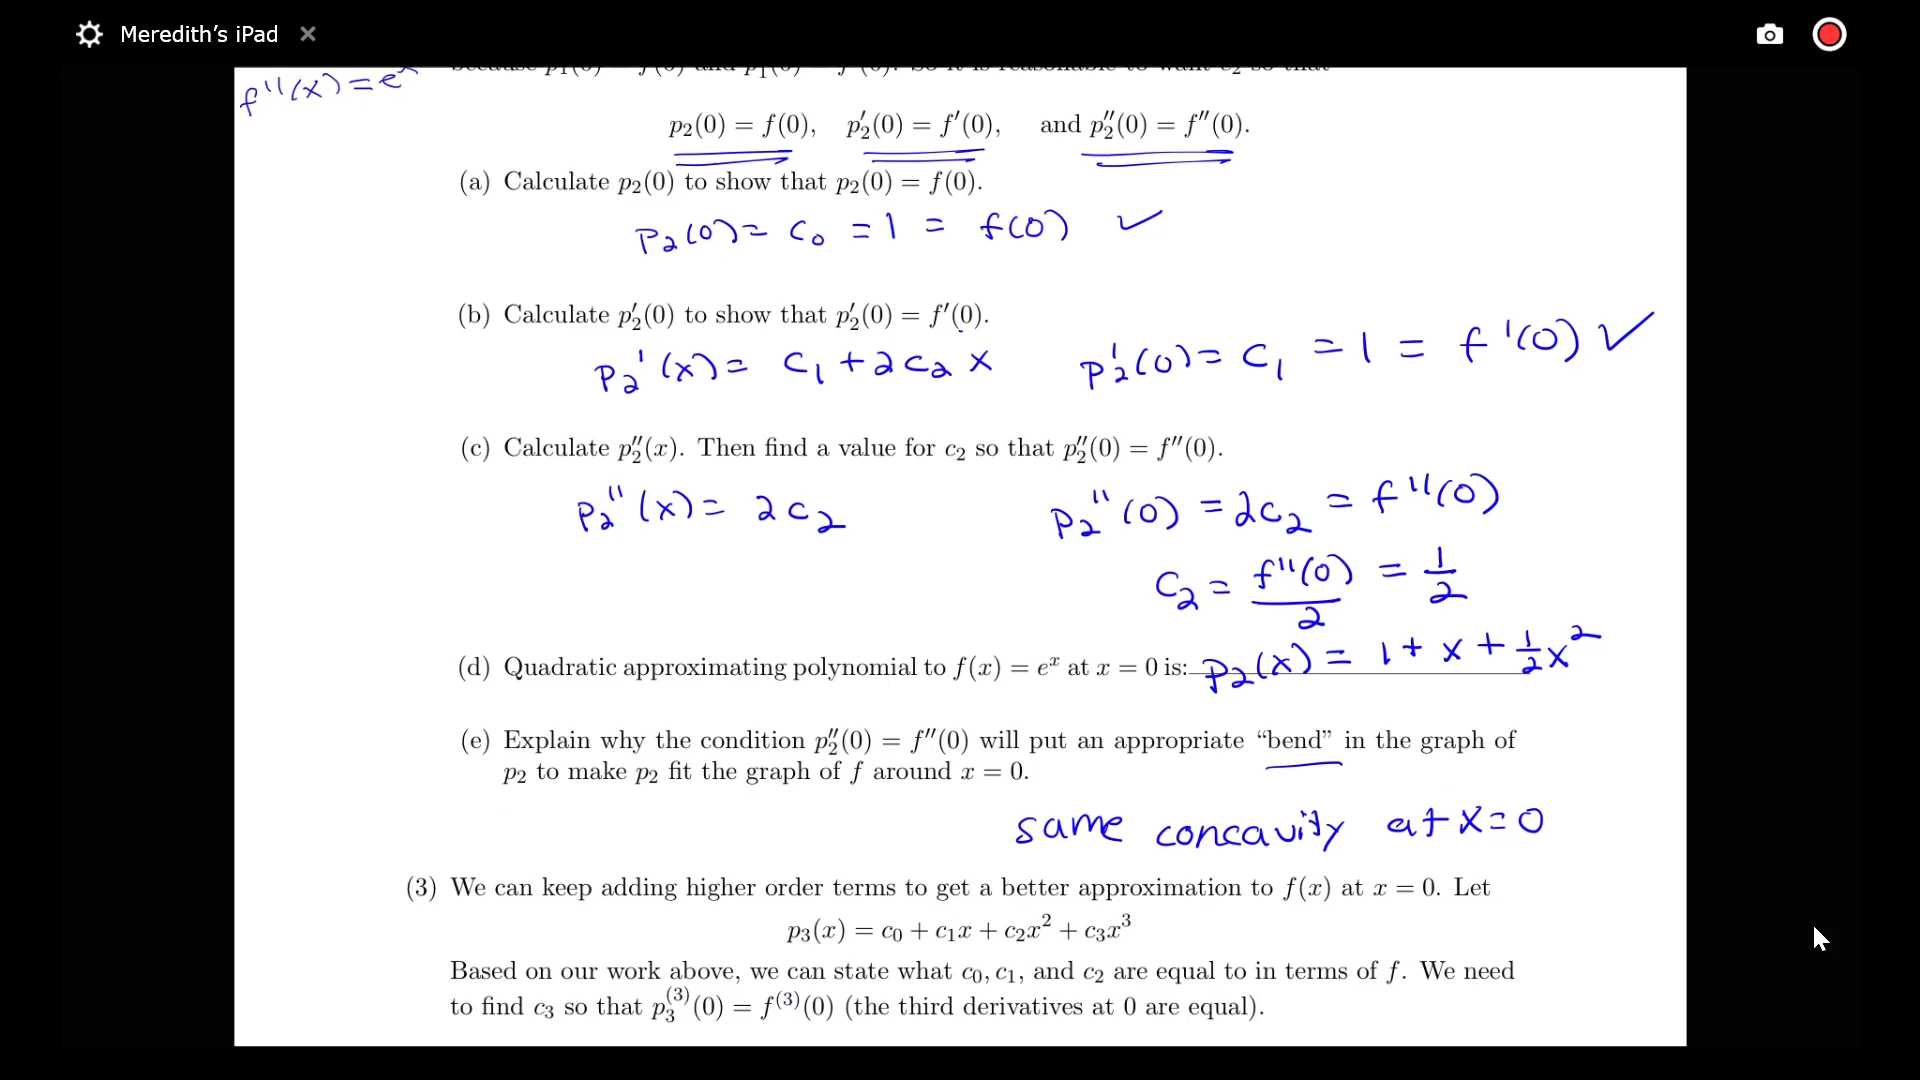 Meredith's iPad
f''(x) = eˣ
p₂(0) = f(0), p₂′(0) = f′(0), and p₂″(0) = f″(0).
(a) Calculate p₂(0) to show that p₂(0) = f(0).
P₂(0) = C₀ = 1 = f(0) ✓
(b) Calculate p₂′(0) to show that p₂′(0) = f′(0).
P₂'(x) = C₁ + 2C₂x P₂'(0) = C₁ = 1 = f'(0) ✓
(c) Calculate p₂″(x). Then find a value for c₂ so that p₂″(0) = f″(0).
P₂''(x) = 2C₂ P₂''(0) = 2C₂ = f''(0)
C₂ = f''(0)/2 = 1/2
(d) Quadratic approximating polynomial to f(x) = eˣ at x = 0 is: P₂(x) = 1 + x + ½x²
(e) Explain why the condition p₂″(0) = f″(0) will put an appropriate “bend” in the graph of
p₂ to make p₂ fit the graph of f around x = 0.
same concavity at x = 0
(3) We can keep adding higher order terms to get a better approximation to f(x) at x = 0. Let
p₃(x) = c₀ + c₁x + c₂x² + c₃x³
Based on our work above, we can state what c₀, c₁, and c₂ are equal to in terms of f. We need
to find c₃ so that p₃⁽³⁾(0) = f⁽³⁾(0) (the third derivatives at 0 are equal).